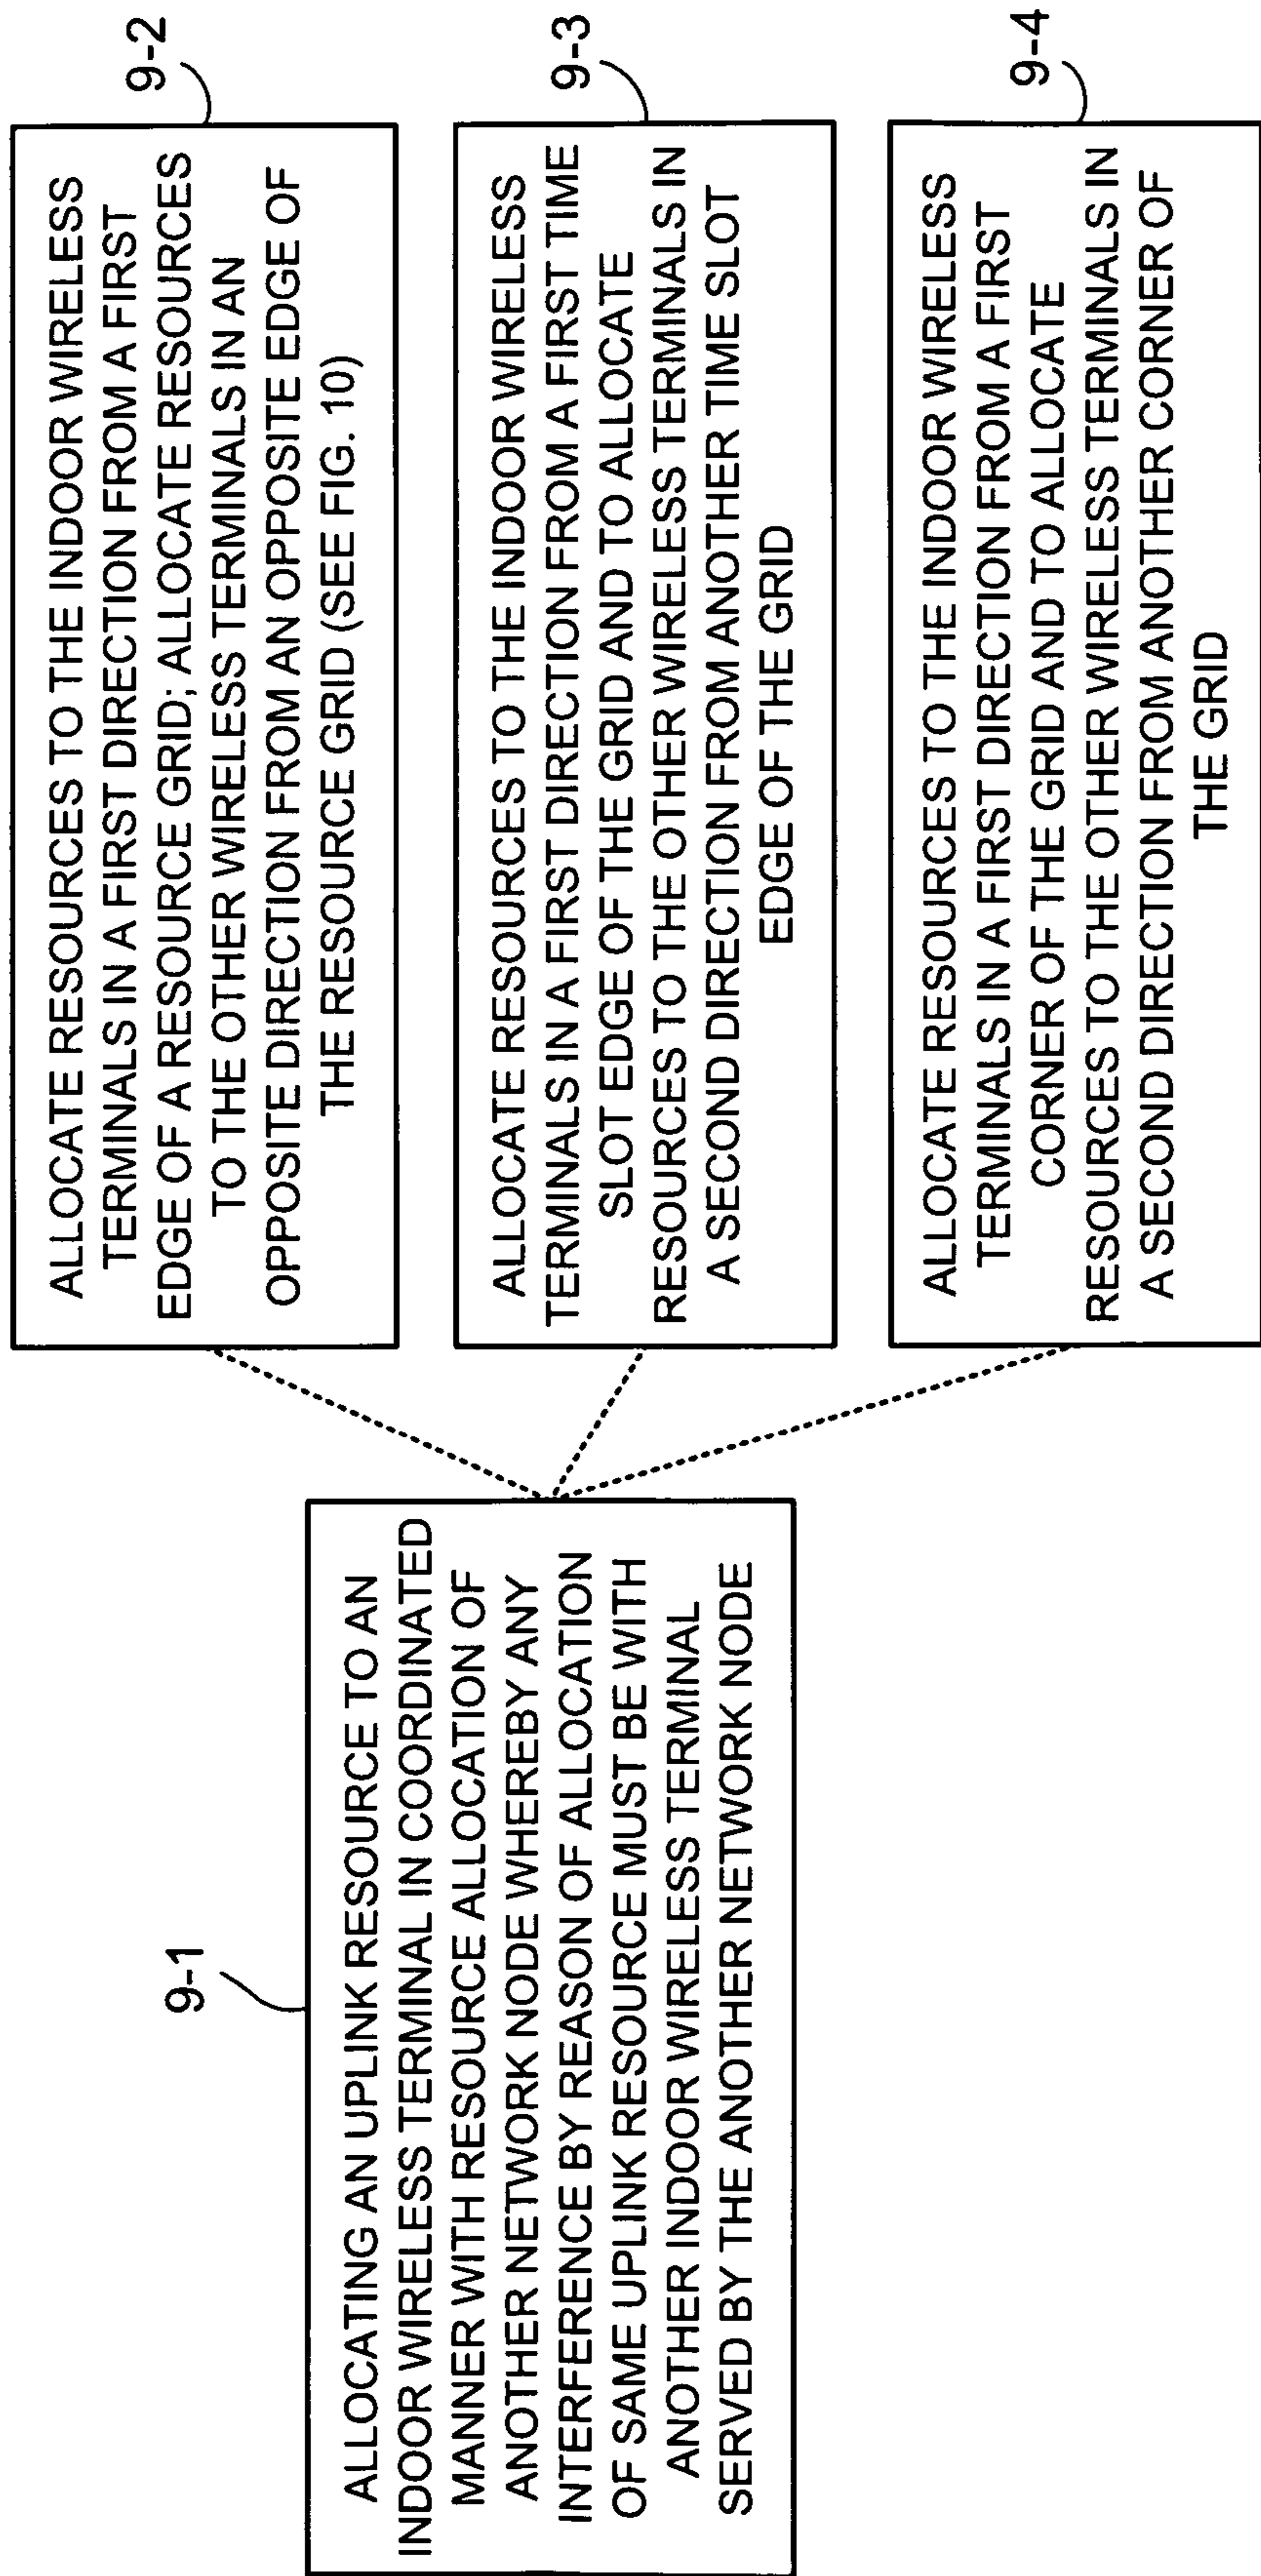 9-1
ALLOCATING AN UPLINK RESOURCE TO AN
INDOOR WIRELESS TERMINAL IN COORDINATED
MANNER WITH RESOURCE ALLOCATION OF
ANOTHER NETWORK NODE WHEREBY ANY
INTERFERENCE BY REASON OF ALLOCATION
OF SAME UPLINK RESOURCE MUST BE WITH
ANOTHER INDOOR WIRELESS TERMINAL
SERVED BY THE ANOTHER NETWORK NODE
9-2
ALLOCATE RESOURCES TO THE INDOOR WIRELESS
TERMINALS IN A FIRST DIRECTION FROM A FIRST
EDGE OF A RESOURCE GRID; ALLOCATE RESOURCES
TO THE OTHER WIRELESS TERMINALS IN AN
OPPOSITE DIRECTION FROM AN OPPOSITE EDGE OF
THE RESOURCE GRID (SEE FIG. 10)
9-3
ALLOCATE RESOURCES TO THE INDOOR WIRELESS
TERMINALS IN A FIRST DIRECTION FROM A FIRST TIME
SLOT EDGE OF THE GRID AND TO ALLOCATE
RESOURCES TO THE OTHER WIRELESS TERMINALS IN
A SECOND DIRECTION FROM ANOTHER TIME SLOT
EDGE OF THE GRID
9-4
ALLOCATE RESOURCES TO THE INDOOR WIRELESS
TERMINALS IN A FIRST DIRECTION FROM A FIRST
CORNER OF THE GRID AND TO ALLOCATE
RESOURCES TO THE OTHER WIRELESS TERMINALS IN
A SECOND DIRECTION FROM ANOTHER CORNER OF
THE GRID